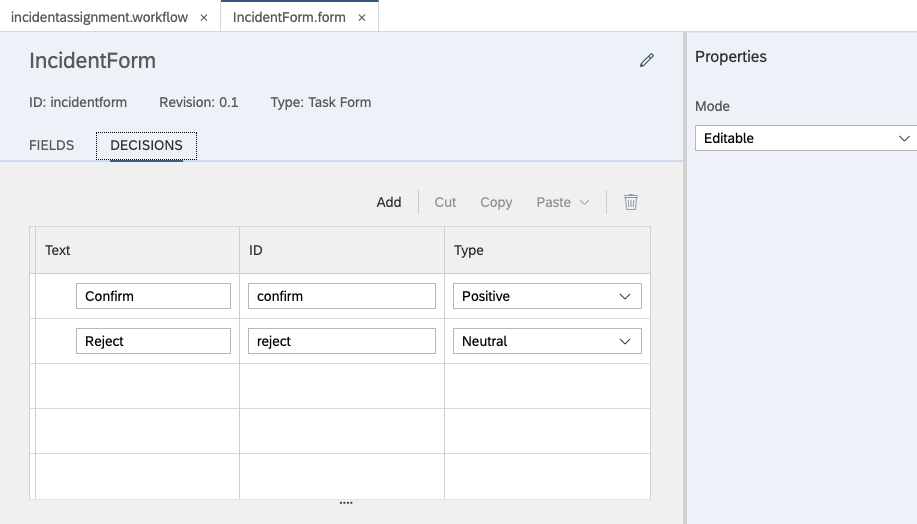 incidentassignment.workflow × IncidentForm.form ×
IncidentForm
ID: incidentform Revision: 0.1 Type: Task Form
FIELDS DECISIONS
Add Cut Copy Paste
Text ID Type
Confirm confirm Positive
Reject reject Neutral
Properties
Mode
Editable